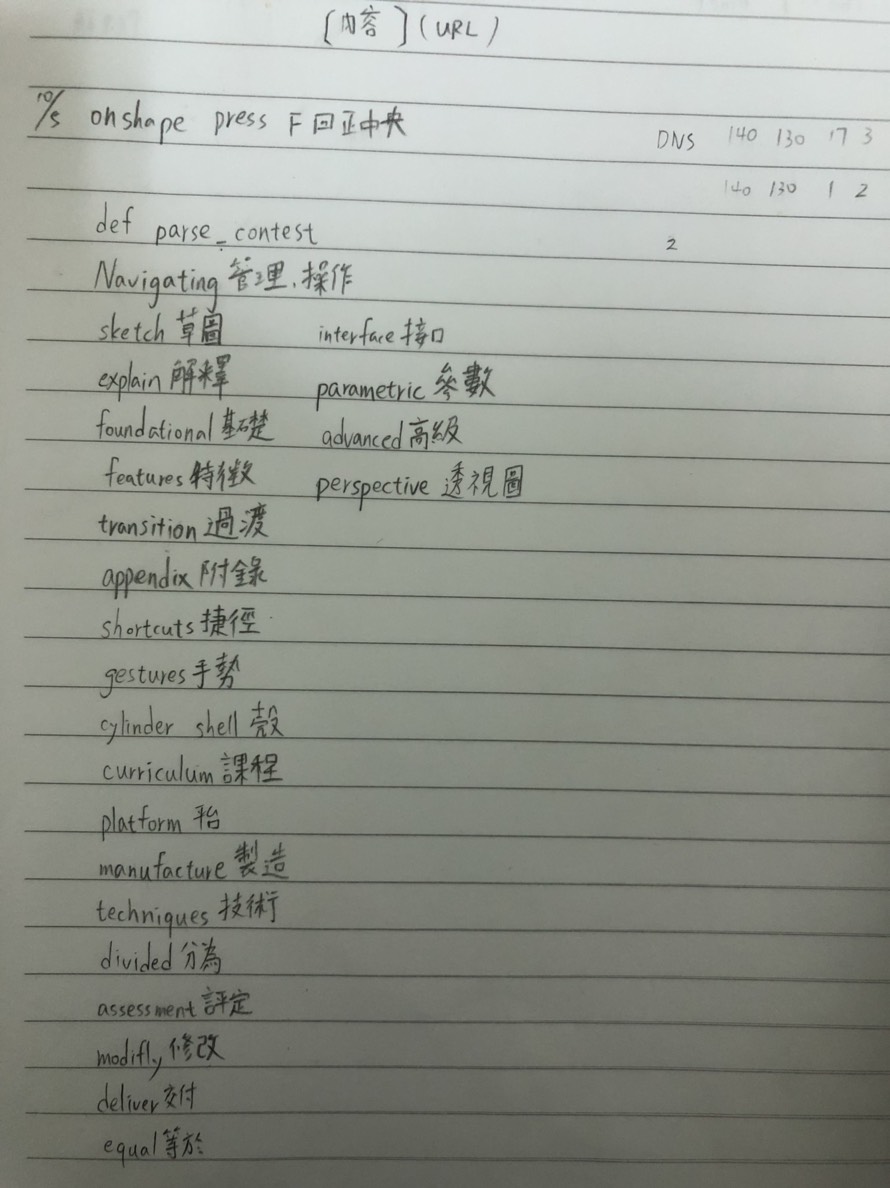 [內容](URL)
10/5 onshape press F 回正中央
DNS 140 130 17 3
140 130 1 2
def parse_contest
2
Navigating 管理、操作
sketch 草圖 interface 接口
explain 解釋 parametric 參數
foundational 基礎 advanced 高級
features 特徵 perspective 透視圖
transition 過渡
appendix 附錄
shortcuts 捷徑
gestures 手勢
cylinder shell 殼
curriculum 課程
platform 平台
manufacture 製造
techniques 技術
divided 分為
assessment 評定
modifly 修改
deliver 交付
equal 等於